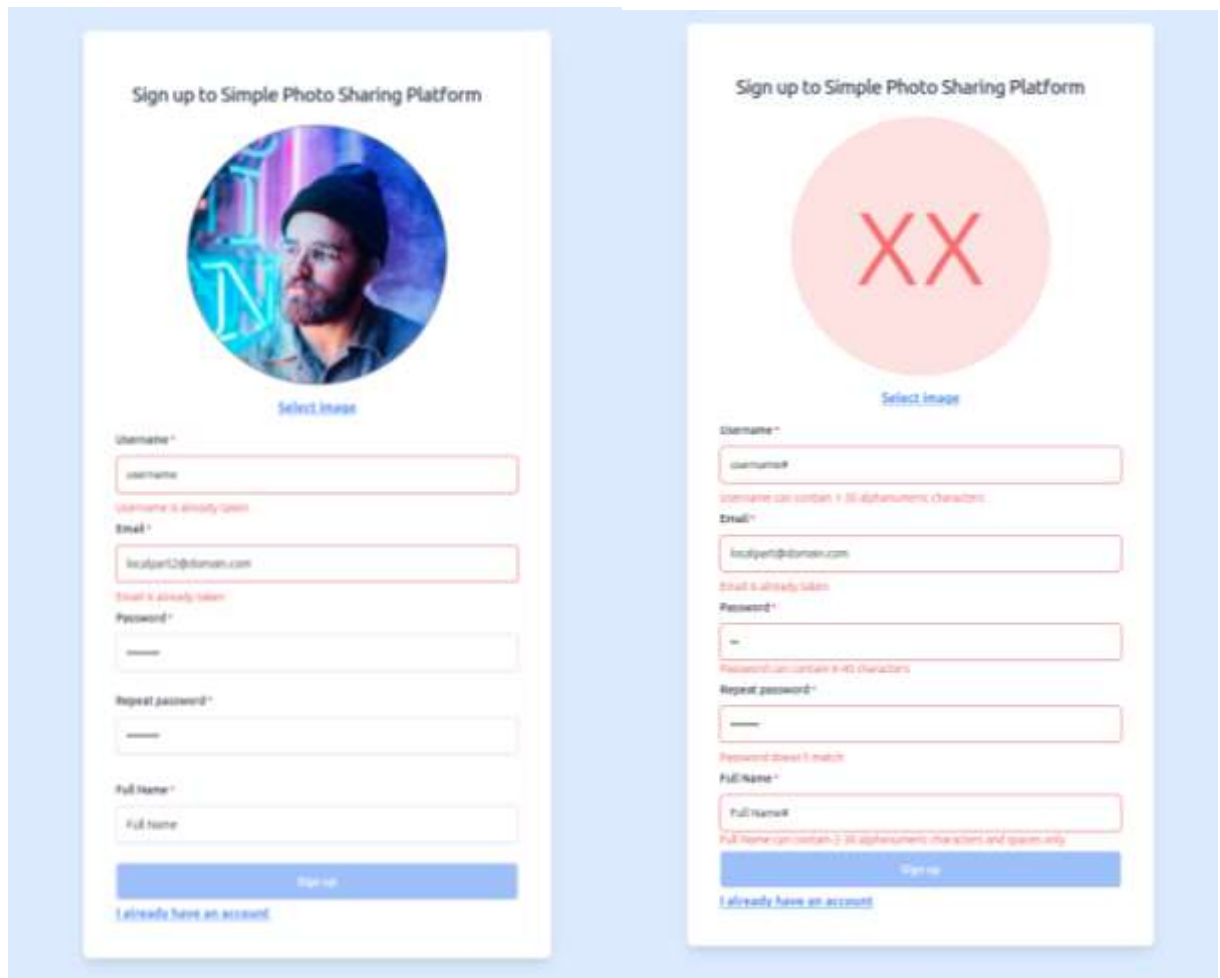 Sign up to Simple Photo Sharing Platform
Select image
Username *
username
Username is already taken
Email *
localpart2@domain.com
Email is already taken
Password *
Repeat password *
Full Name *
Full Name
Sign up
I already have an account
Sign up to Simple Photo Sharing Platform
XX
Select image
Username *
username#
Username can contain 1-30 alphanumeric characters
Email *
localpart@domain.com
Email is already taken
Password *
Password can contain 6-40 characters
Repeat password *
Password doesn't match
Full Name *
Full Name#
Full Name can contain 2-30 alphanumeric characters and spaces only
Sign up
I already have an account